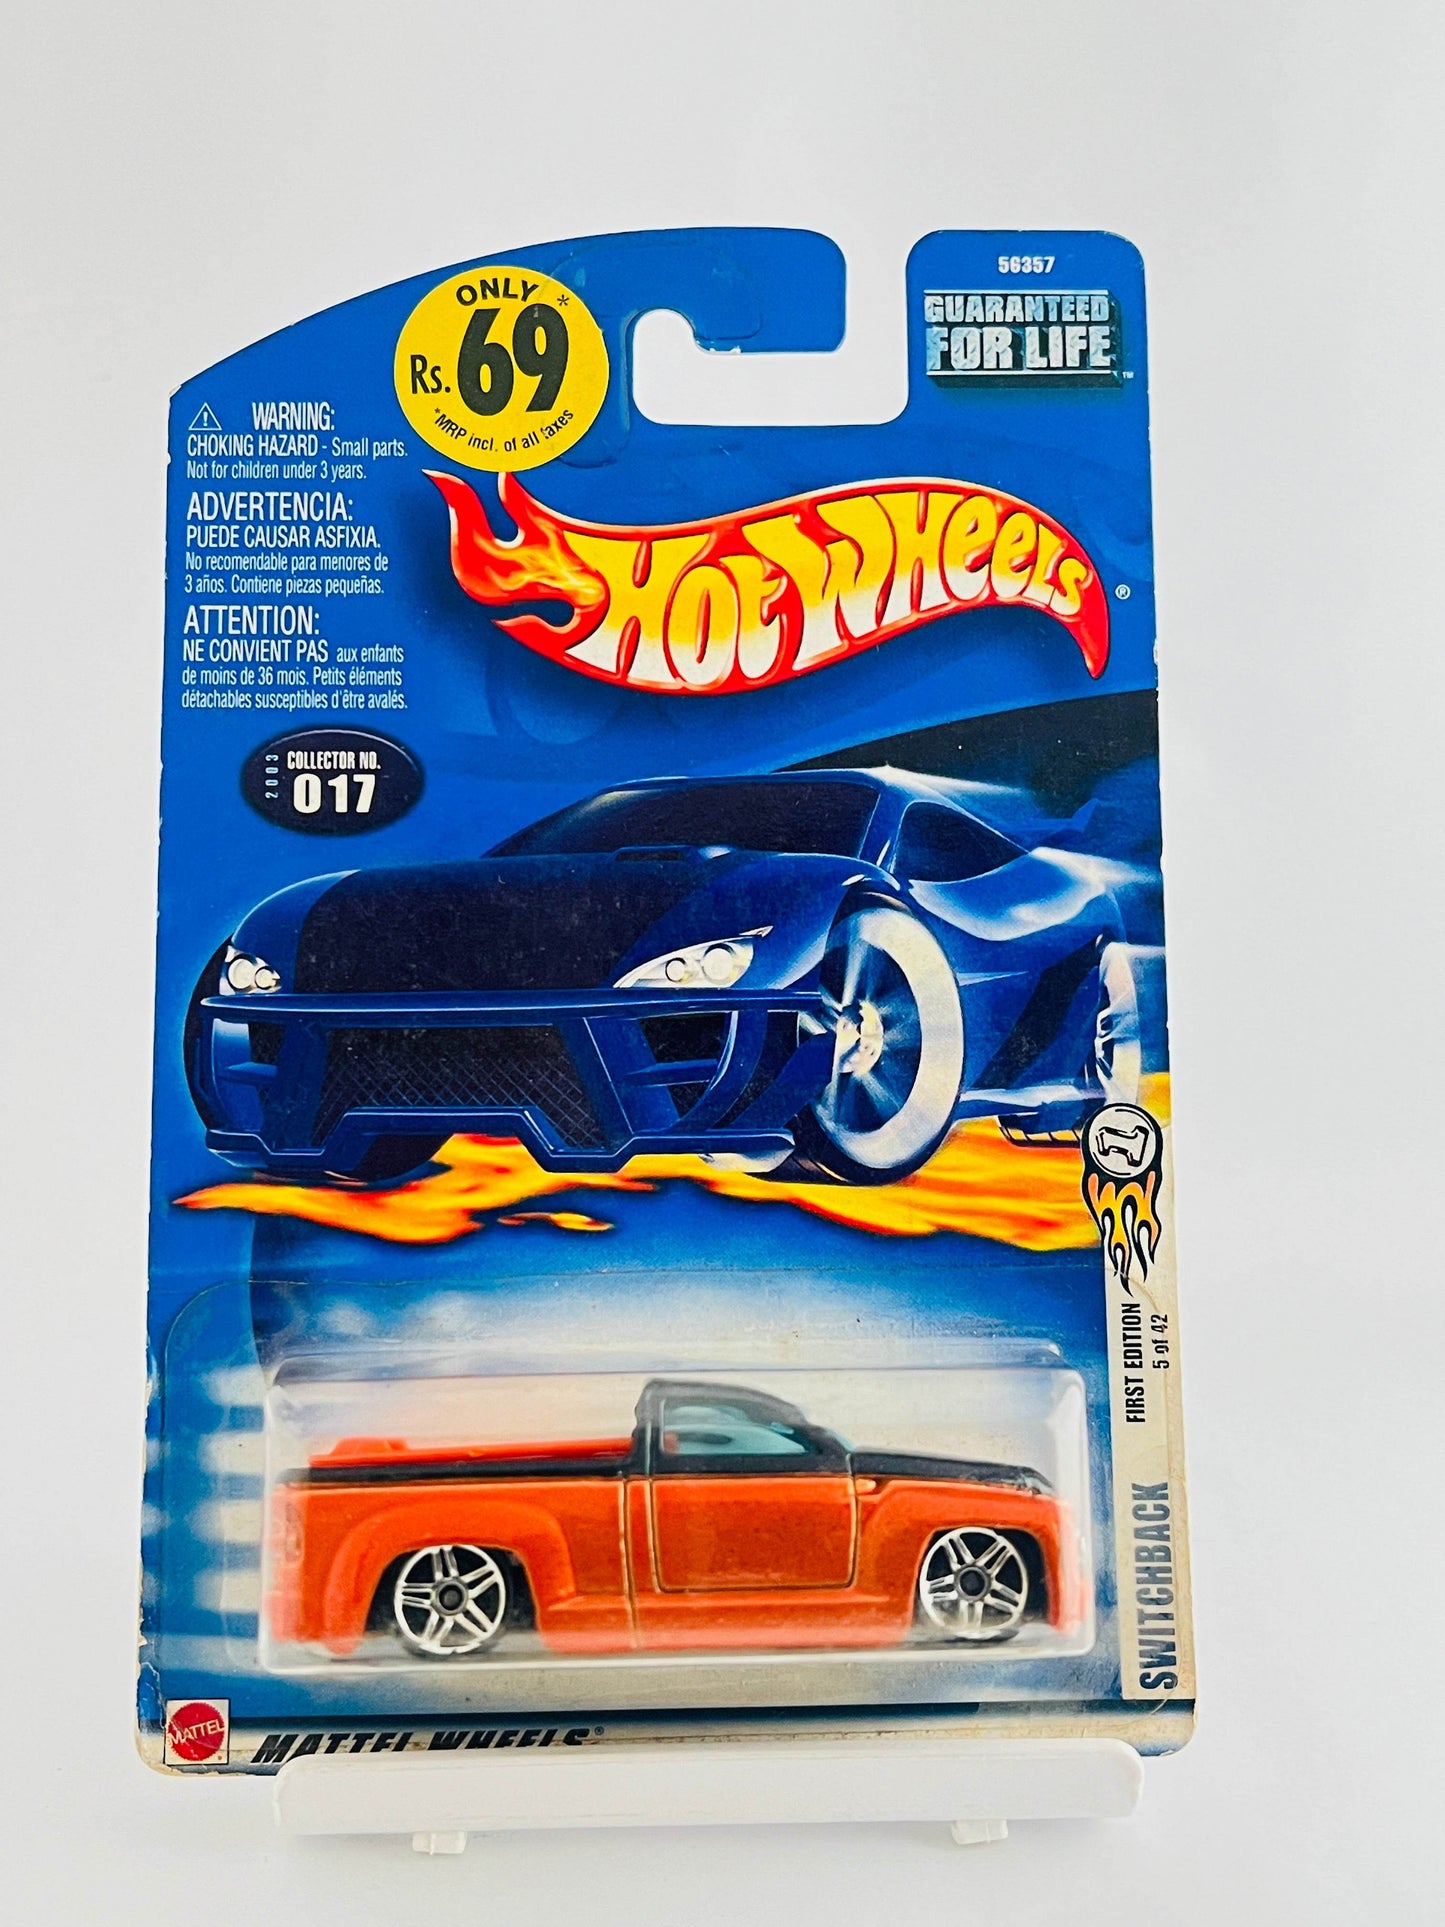 56357
GUARANTEED
FOR LIFE™
ONLY
Rs. 69*
*MRP incl. of all taxes
WARNING:
CHOKING HAZARD - Small parts.
Not for children under 3 years.
ADVERTENCIA:
PUEDE CAUSAR ASFIXIA.
No recomendable para menores de
3 años. Contiene piezas pequeñas.
ATTENTION:
NE CONVIENT PAS aux enfants
de moins de 36 mois. Petits éléments
détachables susceptibles d'être avalés.
HOT WHEELS®
2003
COLLECTOR NO.
017
FIRST EDITION
5 of 42
SWITCHBACK
MATTEL®
MATTEL WHEELS®